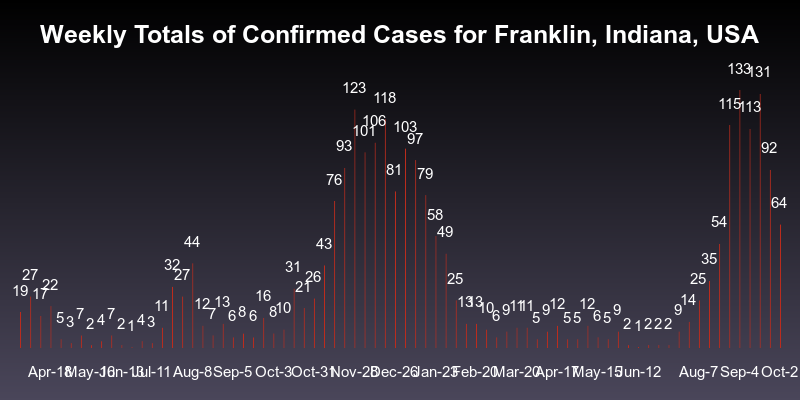 Weekly Totals of Confirmed Cases for Franklin, Indiana, USA
19 27 17 22 5 3 7 2 4 7 2 1 4 3 11 32 27 44 12 7 13 6 8 6 16 8 10 31 21 26 43 76 93 123 101 106 118 81 103 97 79 58 49 25 13 13 10 6 9 11 11 5 9 12 5 5 12 6 5 9 2 1 2 2 2 9 14 25 35 54 115 133 113 131 92 64
Apr-18 May-16 Jun-13 Jul-11 Aug-8 Sep-5 Oct-3 Oct-31 Nov-28 Dec-26 Jan-23 Feb-20 Mar-20 Apr-17 May-15 Jun-12 Aug-7 Sep-4 Oct-2